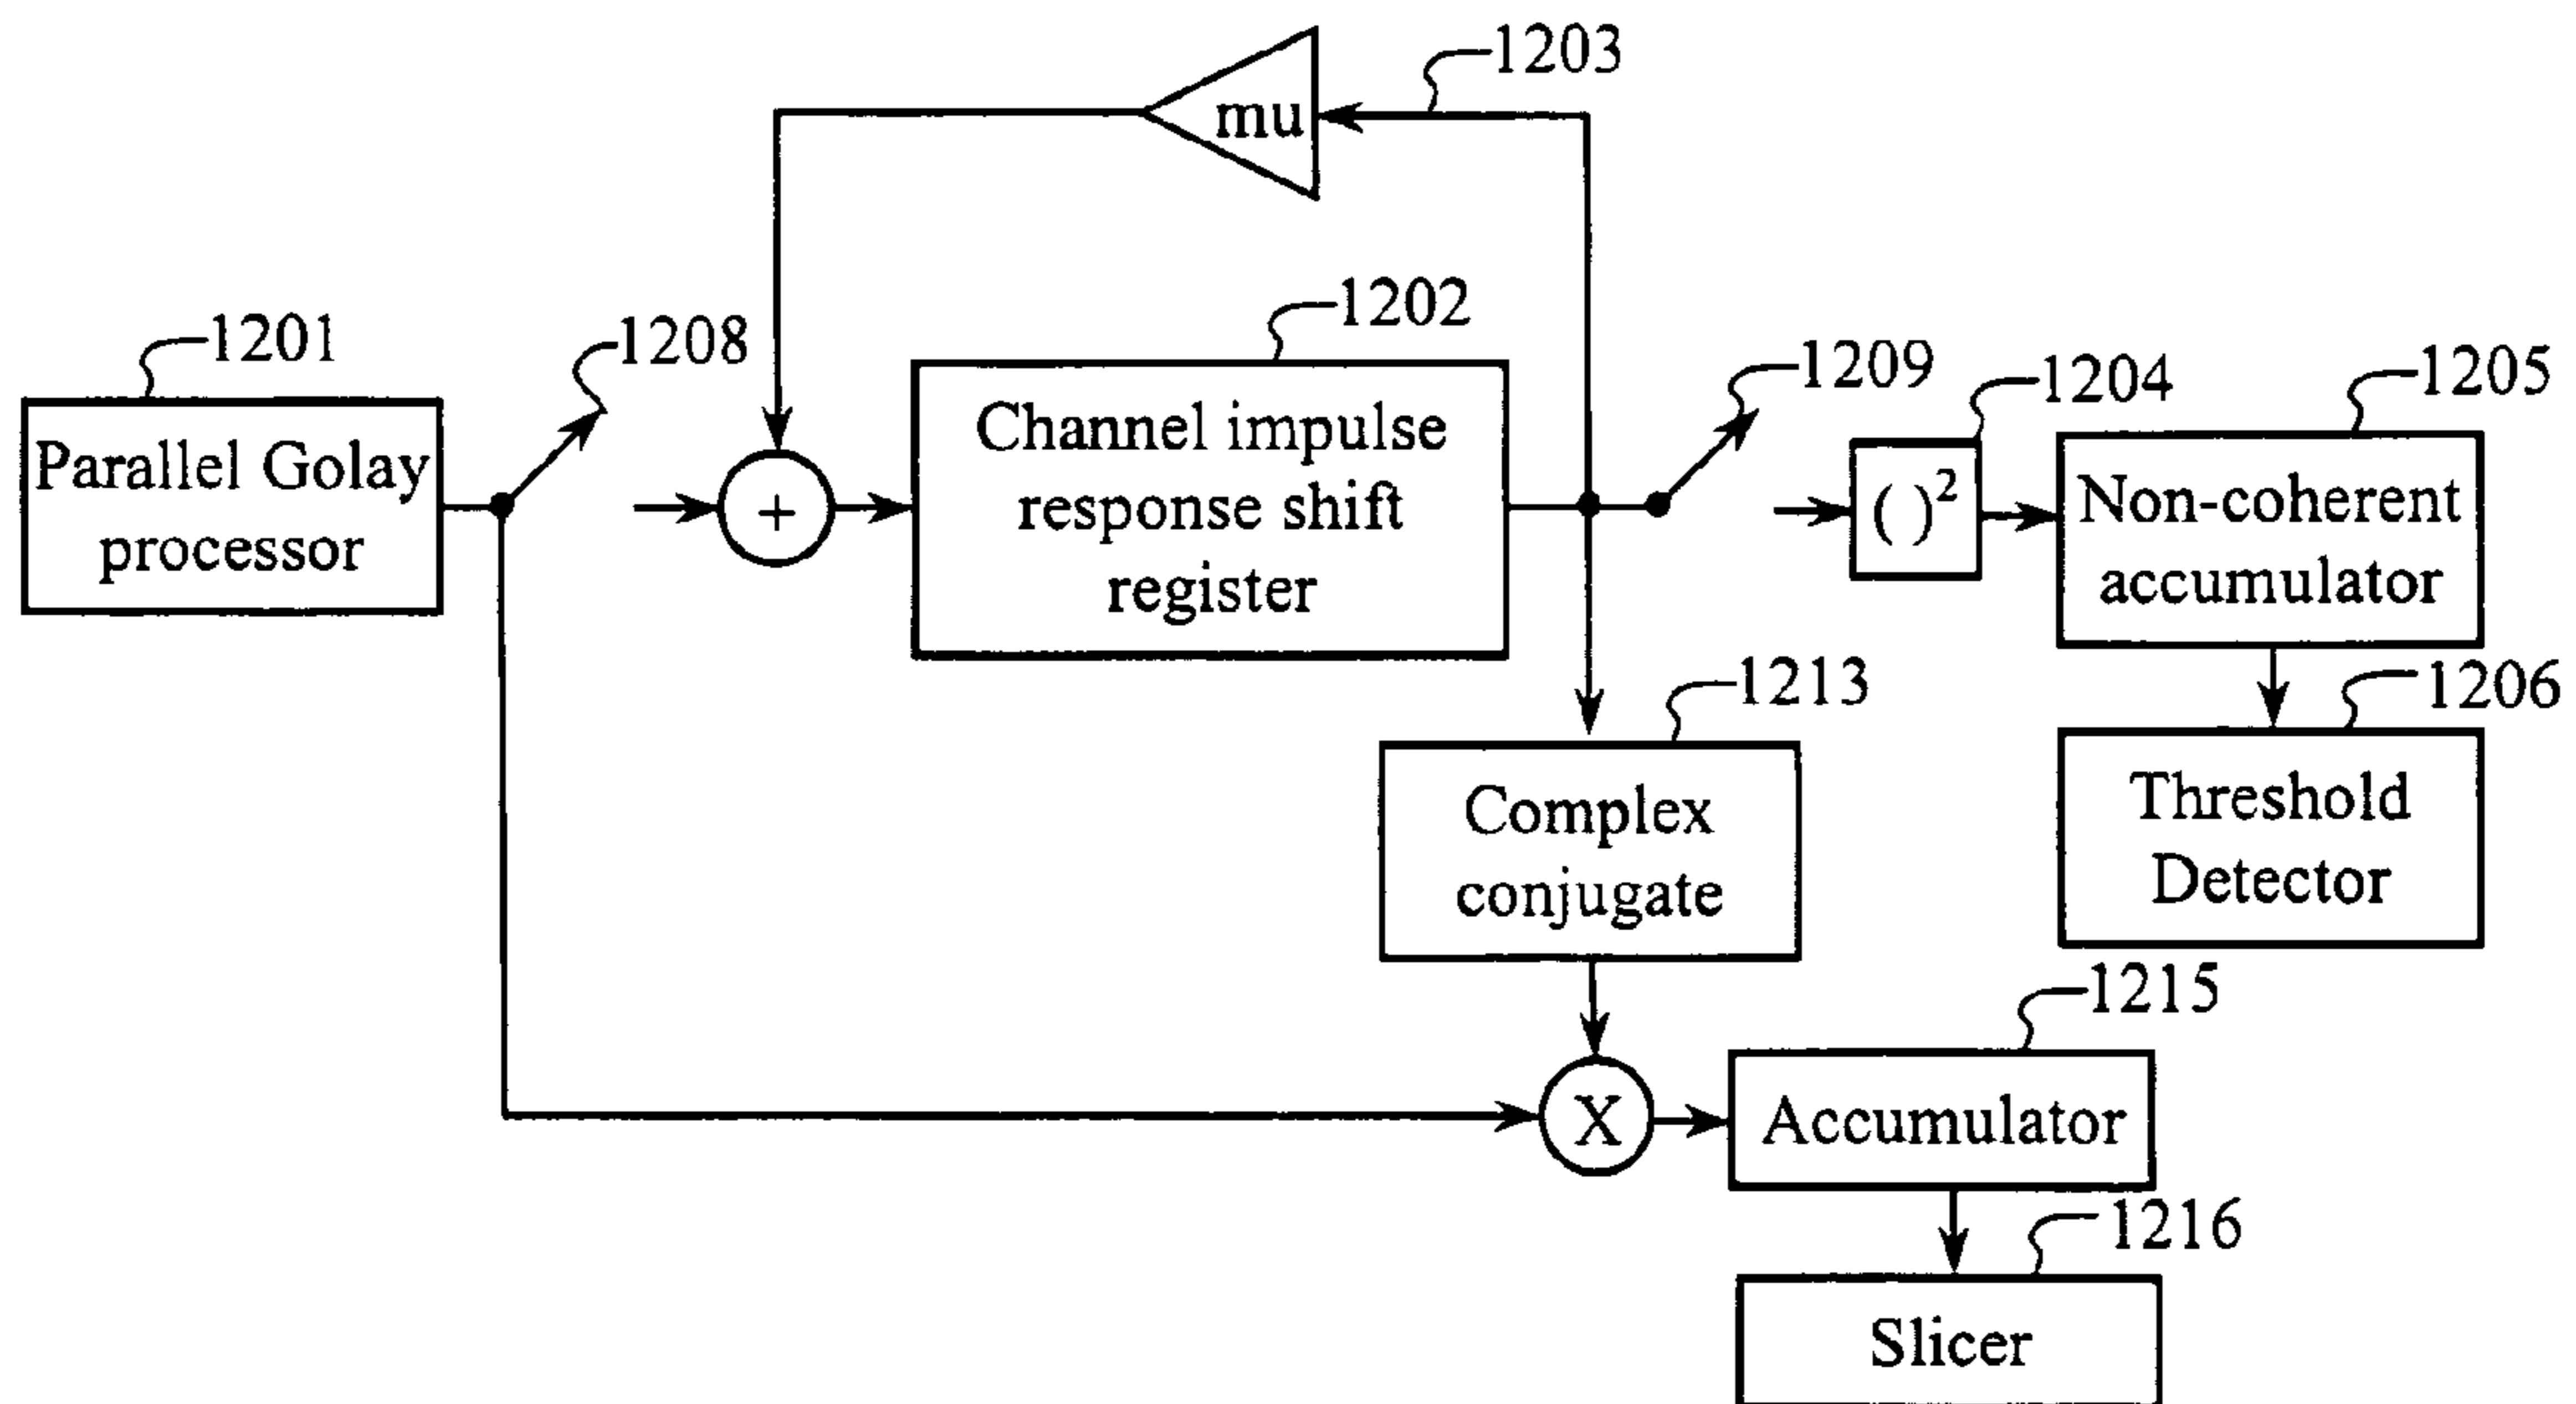 1203
mu
1202
1201
1208
1209
1204
1205
Parallel Golay
processor
+
Channel impulse
response shift
register
( )²
Non-coherent
accumulator
1213
1206
Complex
conjugate
Threshold
Detector
1215
X
Accumulator
1216
Slicer